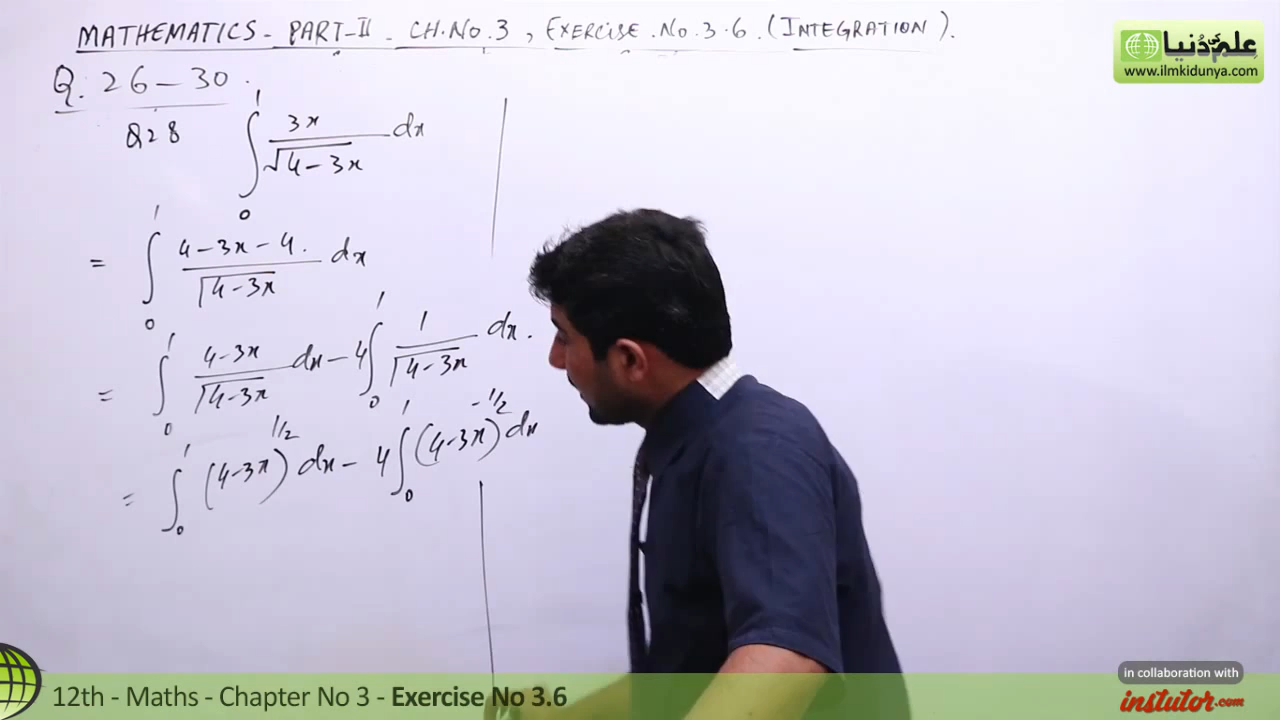 MATHEMATICS - PART-II - CH.NO.3, EXERCISE.NO.3.6.(INTEGRATION).
علم کی دنیا
www.ilmkidunya.com
Q. 26-30.
Q28 ∫₀¹ 3x/√(4-3x) dx
= ∫₀¹ (4-3x-4)/√(4-3x) dx
= ∫₀¹ (4-3x)/√(4-3x) dx - 4∫₀¹ 1/√(4-3x) dx.
= ∫₀¹ (4-3x)^1/2 dx - 4∫₀¹ (4-3x)^-1/2 dx
in collaboration with
instutor.com
12th - Maths - Chapter No 3 - Exercise No 3.6